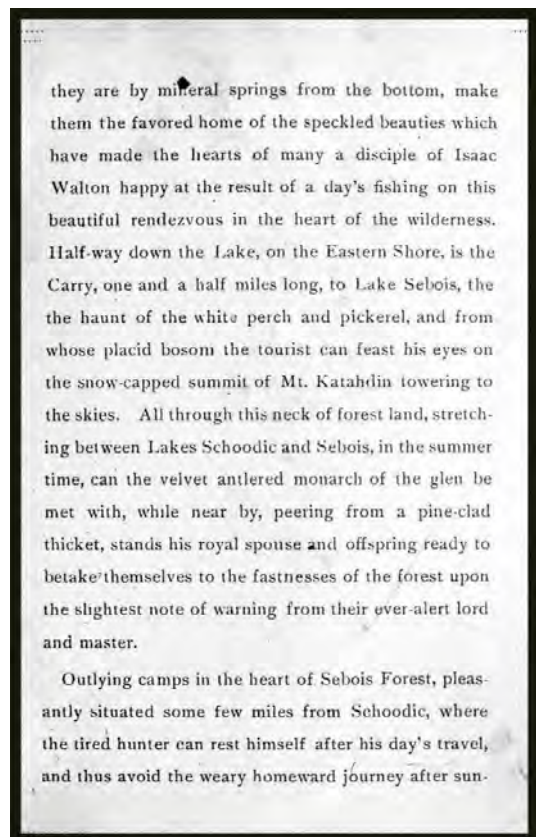 they are by mineral springs from the bottom, make
them the favored home of the speckled beauties which
have made the hearts of many a disciple of Isaac
Walton happy at the result of a day's fishing on this
beautiful rendezvous in the heart of the wilderness.
Half-way down the Lake, on the Eastern Shore, is the
Carry, one and a half miles long, to Lake Sebois, the
the haunt of the white perch and pickerel, and from
whose placid bosom the tourist can feast his eyes on
the snow-capped summit of Mt. Katahdin towering to
the skies. All through this neck of forest land, stretch-
ing between Lakes Schoodic and Sebois, in the summer
time, can the velvet antlered monarch of the glen be
met with, while near by, peering from a pine-clad
thicket, stands his royal spouse and offspring ready to
betake themselves to the fastnesses of the forest upon
the slightest note of warning from their ever-alert lord
and master.
Outlying camps in the heart of Sebois Forest, pleas-
antly situated some few miles from Schoodic, where
the tired hunter can rest himself after his day's travel,
and thus avoid the weary homeward journey after sun-